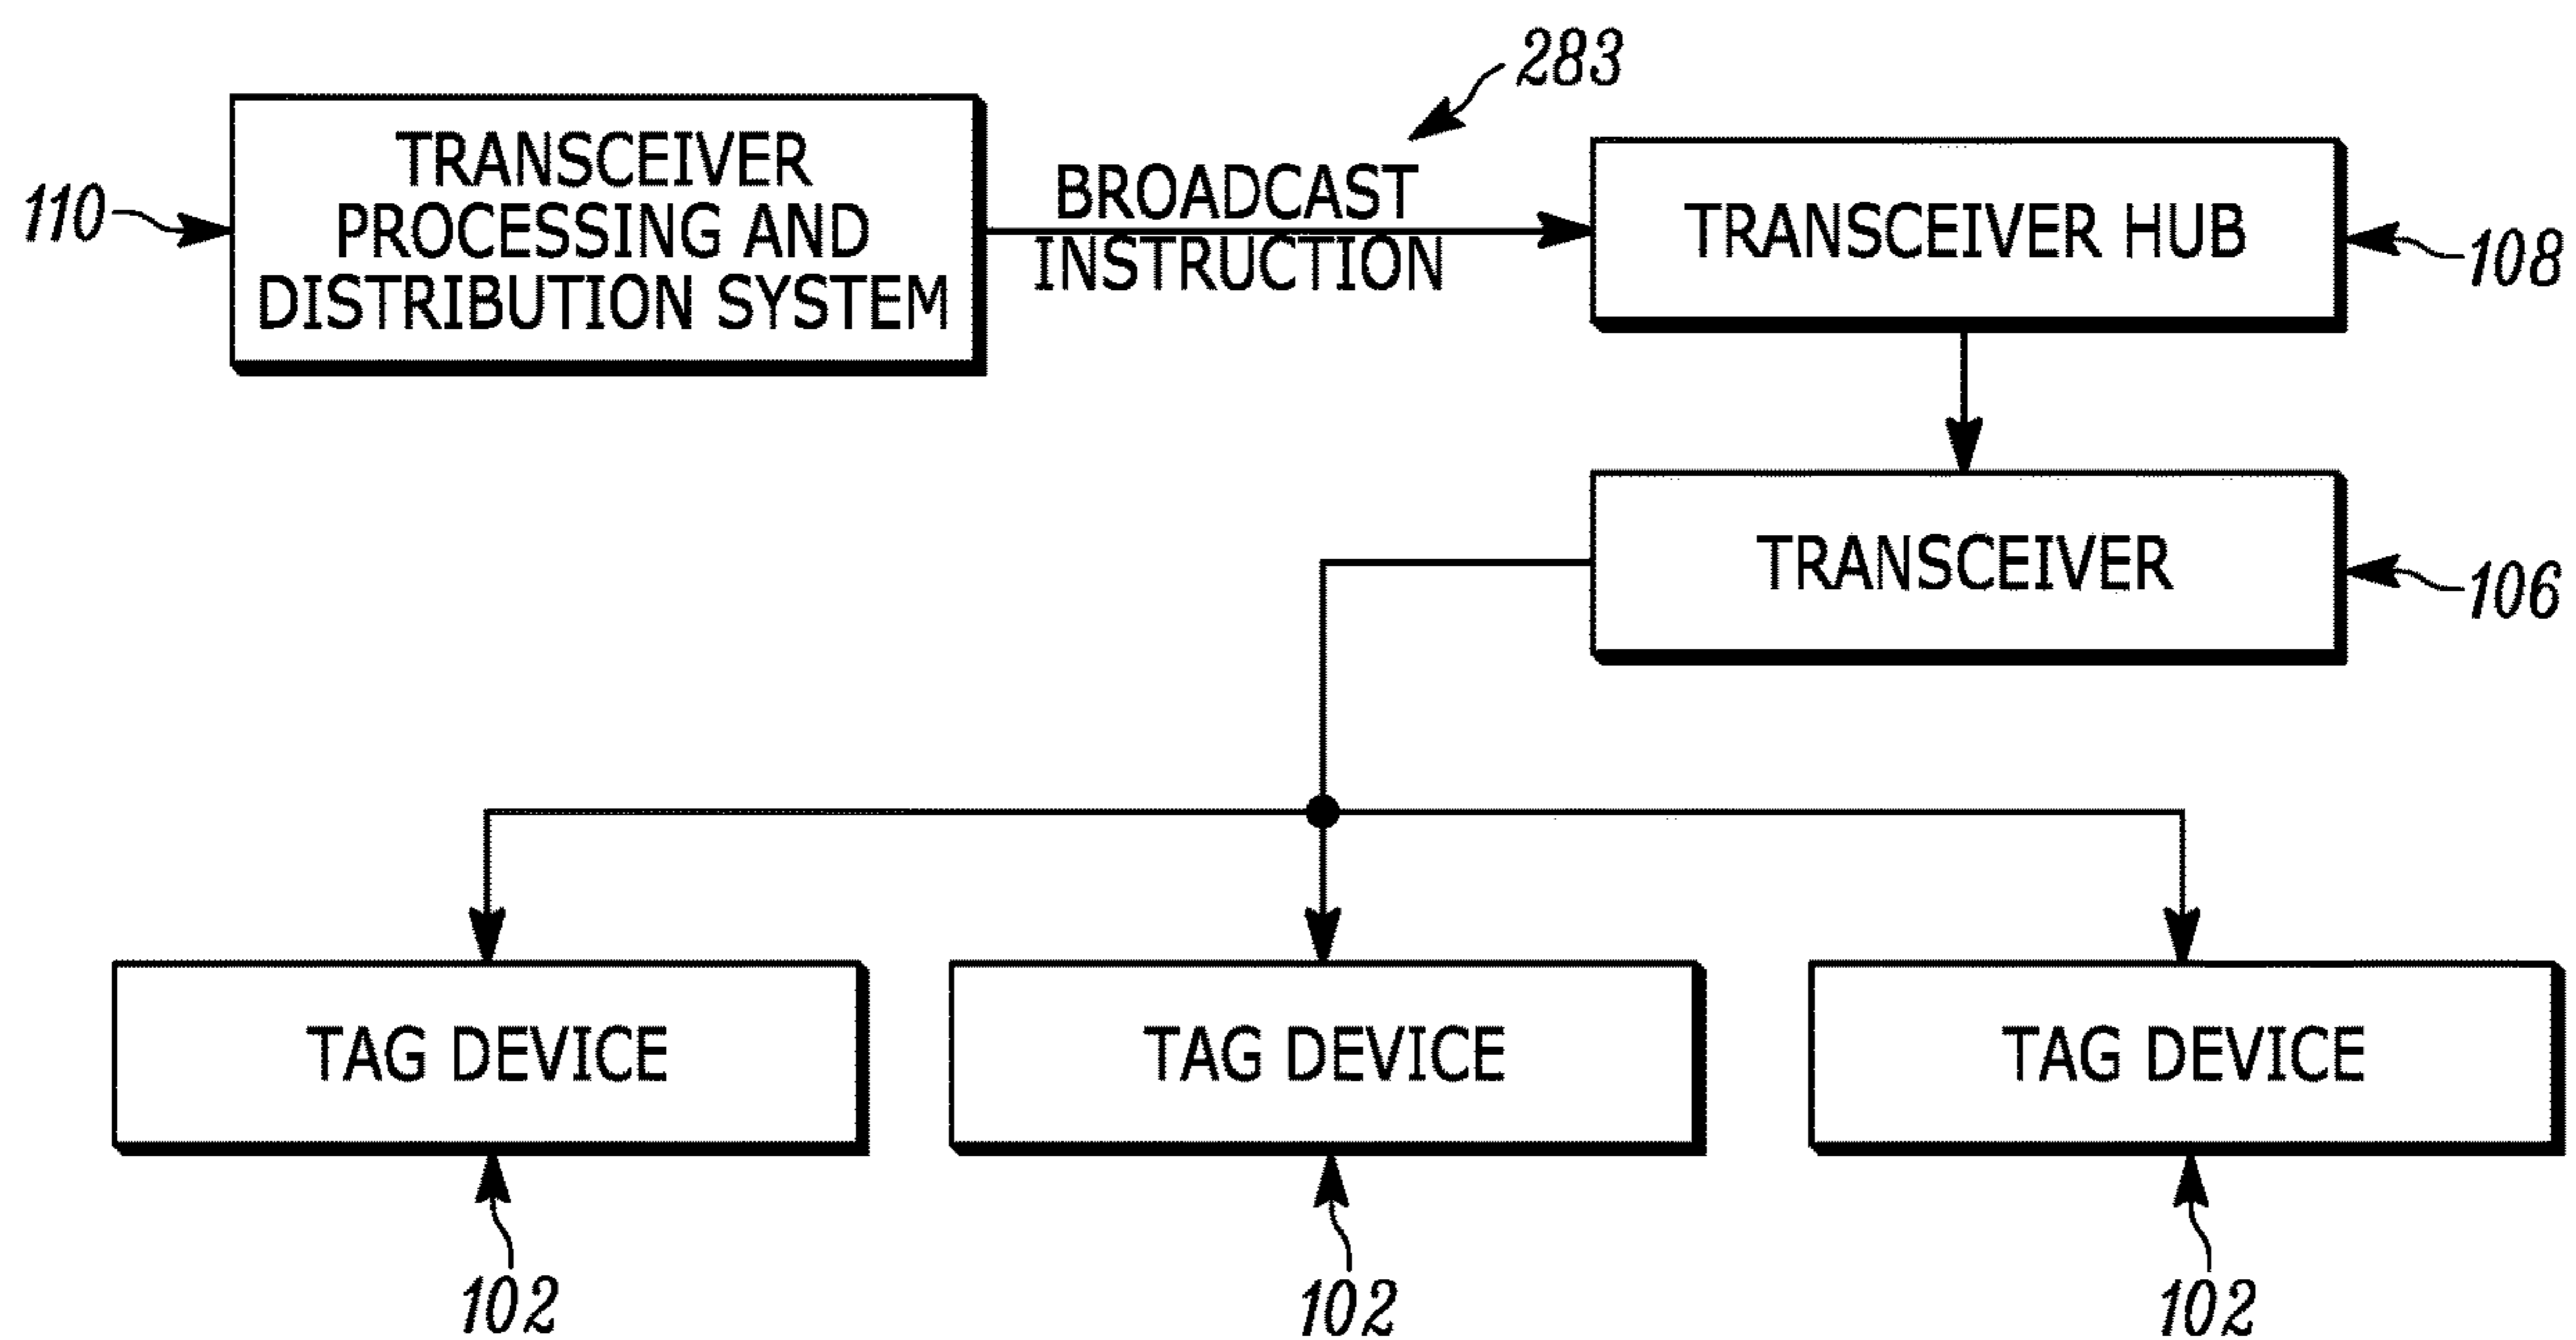 283
TRANSCEIVER
PROCESSING AND
DISTRIBUTION SYSTEM
110
BROADCAST
INSTRUCTION
TRANSCEIVER HUB
108
TRANSCEIVER
106
TAG DEVICE
TAG DEVICE
TAG DEVICE
102
102
102